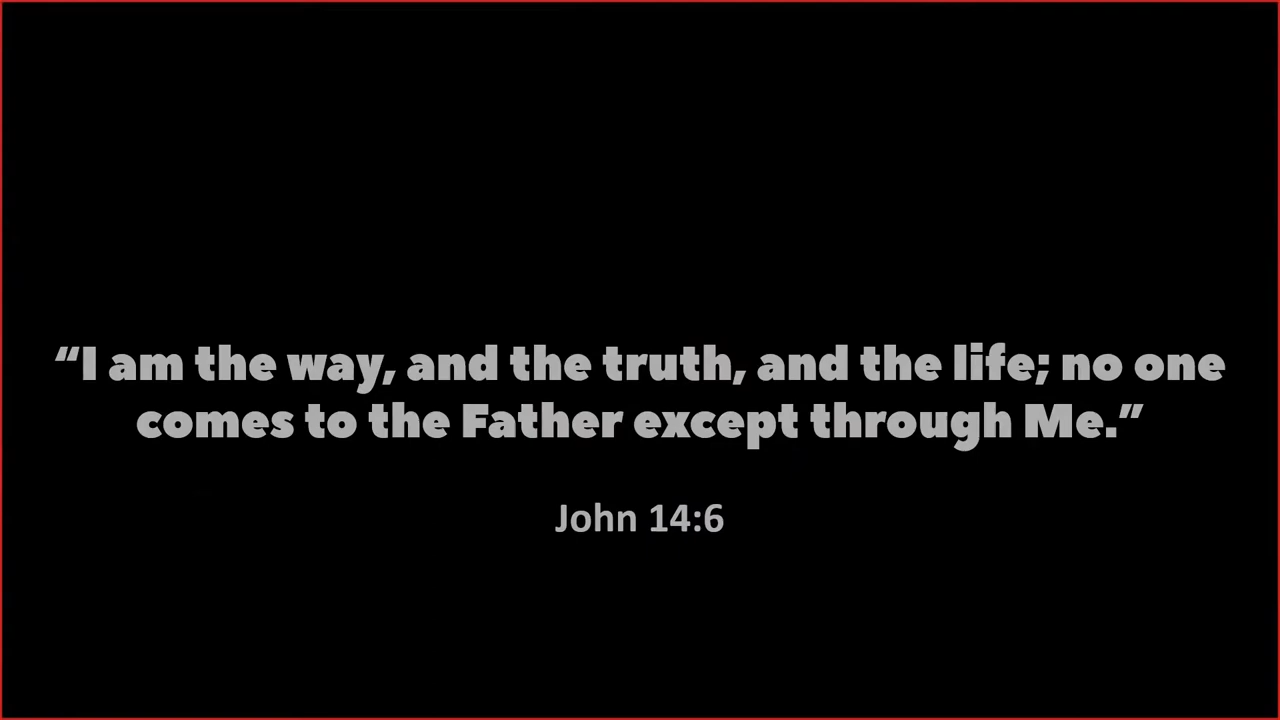 “I am the way, and the truth, and the life; no one
comes to the Father except through Me.”
John 14:6